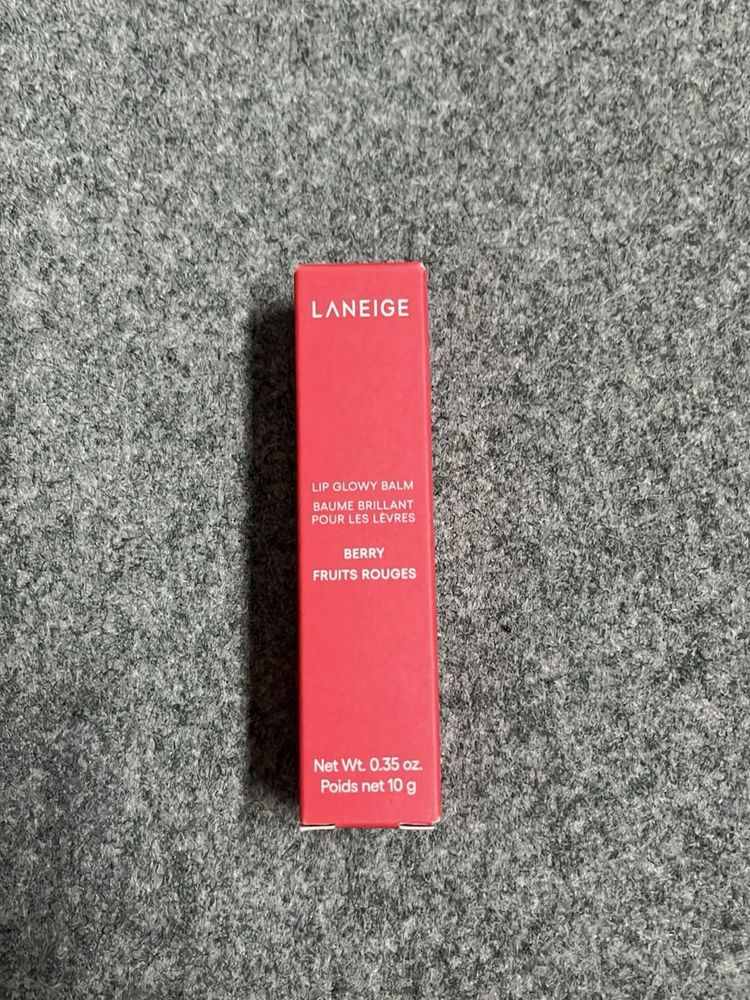 LANEIGE
LIP GLOWY BALM
BAUME BRILLANT
POUR LES LÈVRES
BERRY
FRUITS ROUGES
Net Wt. 0.35 oz.
Poids net 10 g